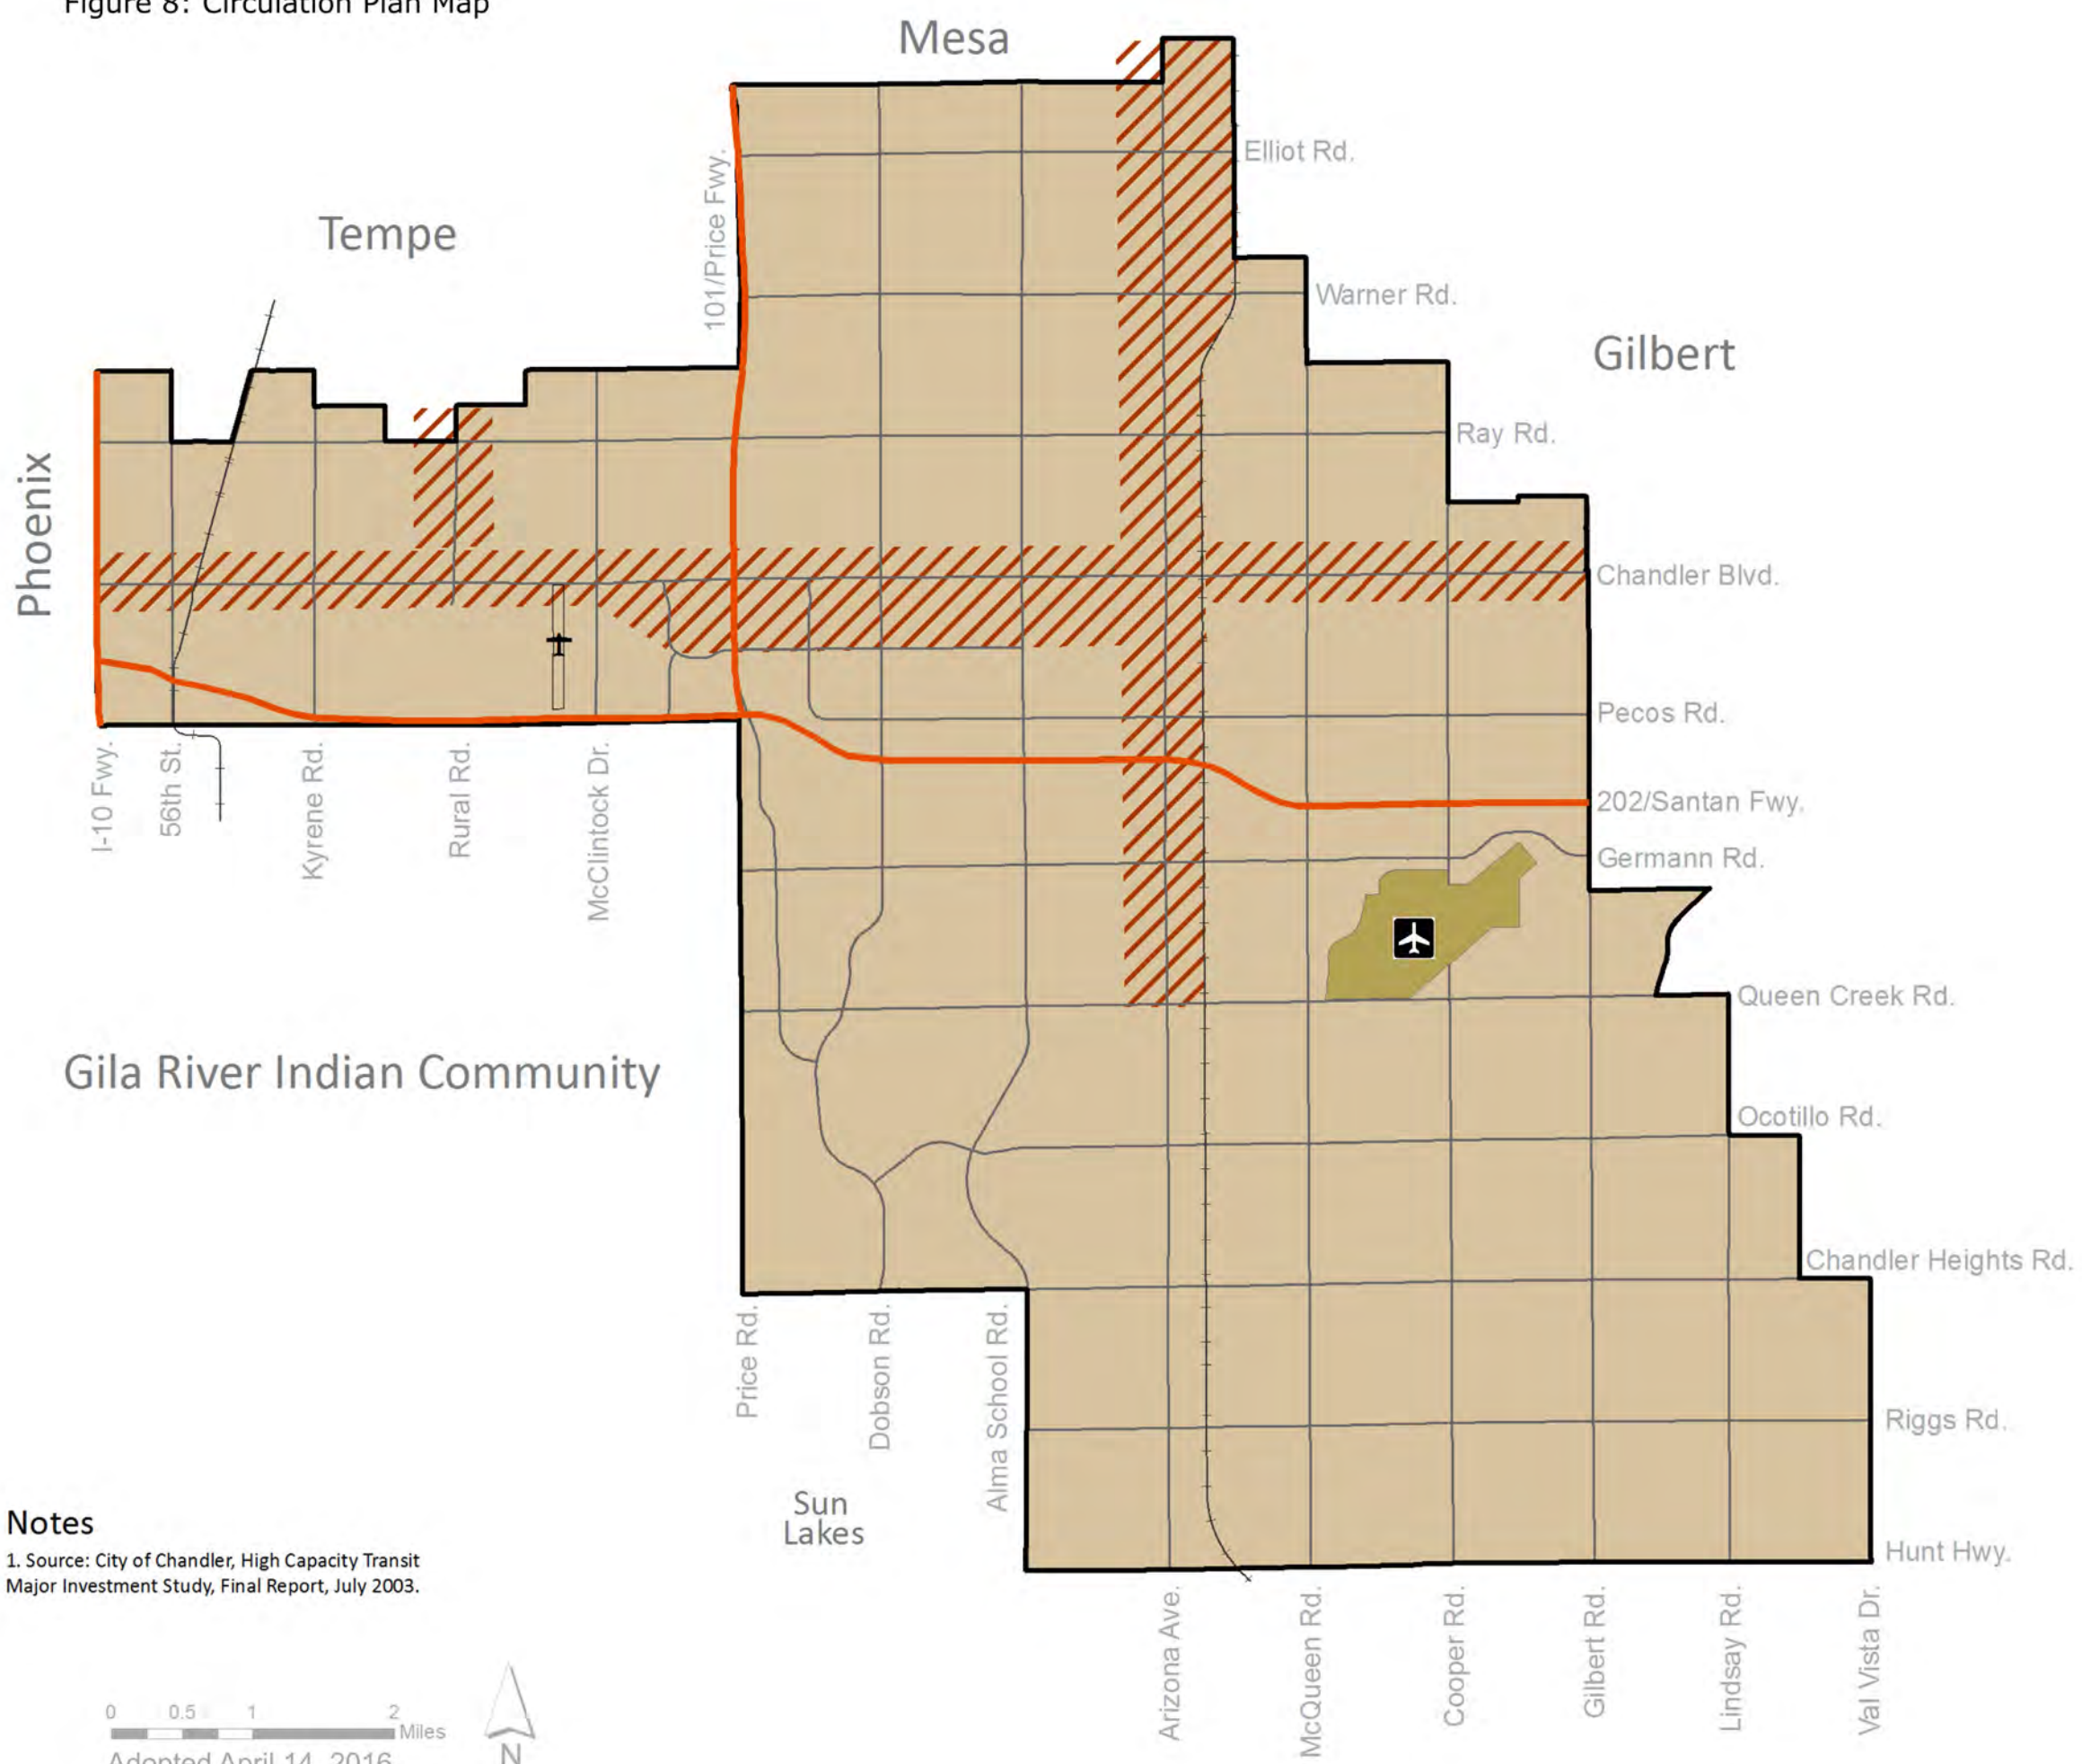 Figure 8: Circulation Plan Map
Mesa
Elliot Rd.
101/Price Fwy.
Tempe
Warner Rd.
Gilbert
Ray Rd.
Phoenix
Chandler Blvd.
Pecos Rd.
I-10 Fwy.
56th St.
Kyrene Rd.
Rural Rd.
McClintock Dr.
202/Santan Fwy.
Germann Rd.
Queen Creek Rd.
Gila River Indian Community
Ocotillo Rd.
Chandler Heights Rd.
Price Rd.
Dobson Rd.
Alma School Rd.
Riggs Rd.
Sun
Lakes
Hunt Hwy.
Notes
1. Source: City of Chandler, High Capacity Transit
Major Investment Study, Final Report, July 2003.
Arizona Ave.
McQueen Rd.
Cooper Rd.
Gilbert Rd.
Lindsay Rd.
Val Vista Dr.
0 0.5 1 2
Miles
Adopted April 14, 2016
N